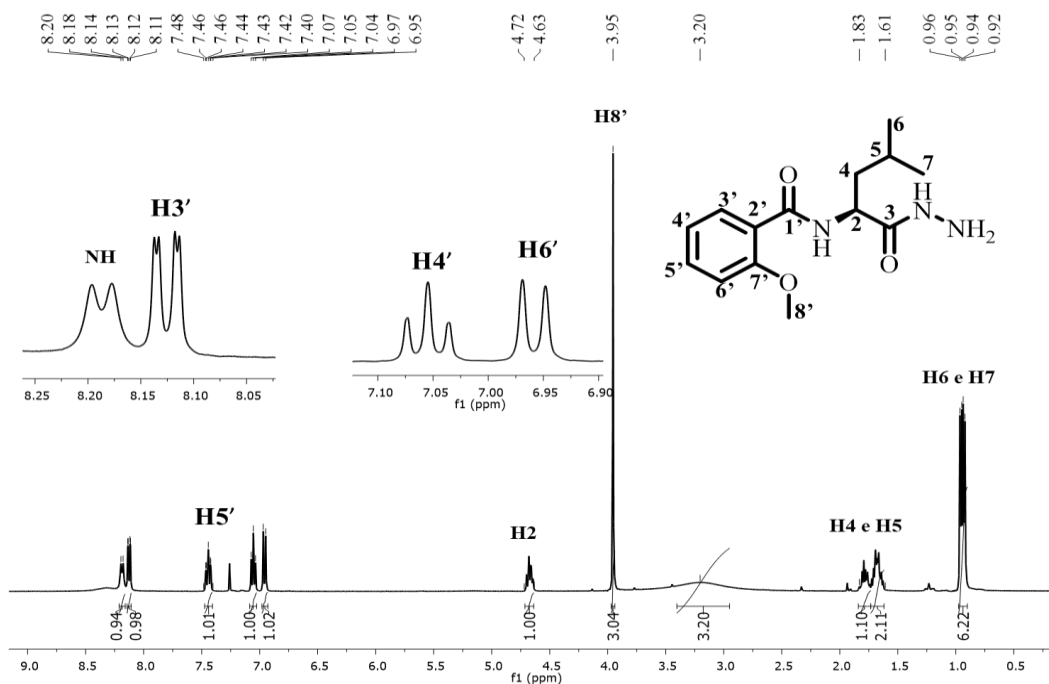 8.20 8.18 8.14 8.13 8.12 8.11 7.48 7.46 7.46 7.44 7.43 7.42 7.40 7.07 7.05 7.04 6.97 6.95 4.72 4.63 3.95 3.20 1.83 1.61 0.96 0.95 0.94 0.92
H8'
6
5
7
4
O
H
N
NH₂
3'
2'
4'
1'
N
H
2
3
O
5'
6'
7'
O
8'
NH
H3'
H4'
H6'
8.25 8.20 8.15 8.10 8.05
f1 (ppm)
7.10 7.05 7.00 6.95 6.90
f1 (ppm)
H6 e H7
H5'
H2
H4 e H5
0.94 0.98 1.01 1.00 1.02 1.00 3.04 3.20 1.10 2.11 6.22
9.0 8.5 8.0 7.5 7.0 6.5 6.0 5.5 5.0 4.5 4.0 3.5 3.0 2.5 2.0 1.5 1.0 0.5
f1 (ppm)